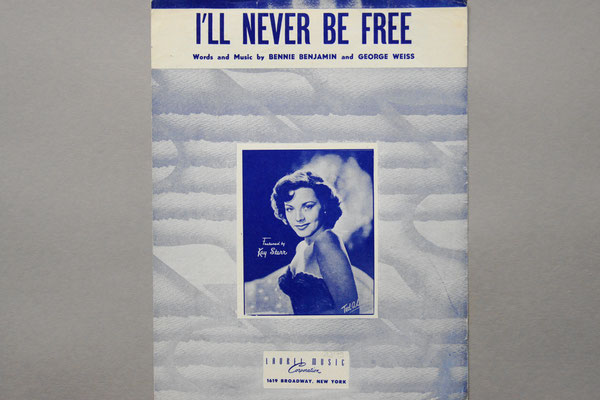 I'LL NEVER BE FREE
Words and Music by BENNIE BENJAMIN and GEORGE WEISS
Featured by
Kay Starr
LAUREL MUSIC
Corporation
1619 BROADWAY, NEW YORK